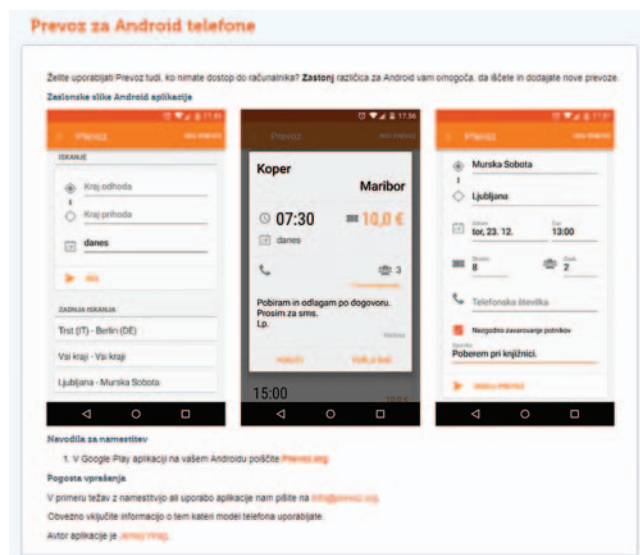 Prevoz za Android telefone
Želite uporabljati Prevoz tudi, ko nimate dostop do računalnika? Zastonj različica za Android vam omogoča, da iščete in dodajate nove prevoze.
Zaslonske slike Android aplikacije
Prevoz
ISKANJE
Kraj odhoda
Kraj prihoda
danes
ZADNJA ISKANJA
Trst (IT) - Berlin (DE)
Vsi kraji - Vsi kraji
Ljubljana - Murska Sobota
17.56
Prevoz
Koper
Maribor
07:30
10,0 €
danes
3
Pobiram in odlagam po dogovoru.
Prosim za sms.
Lp.
15:00
10,0 €
Prevoz
Murska Sobota
Ljubljana
tor, 23. 12.
13:00
8
2
Telefonska številka
Nezgodno zavarovanje potnikov
Poberem pri knjižnici.
Navodila za namestitev
1. V Google Play aplikaciji na vašem Androidu poiščite Prevoz.org
Pogosta vprašanja
V primeru težav z namestitvijo ali uporabo aplikacije nam pišite na info@prevoz.org.
Obvezno vključite informacijo o tem kateri model telefona uporabljate.
Avtor aplikacije je